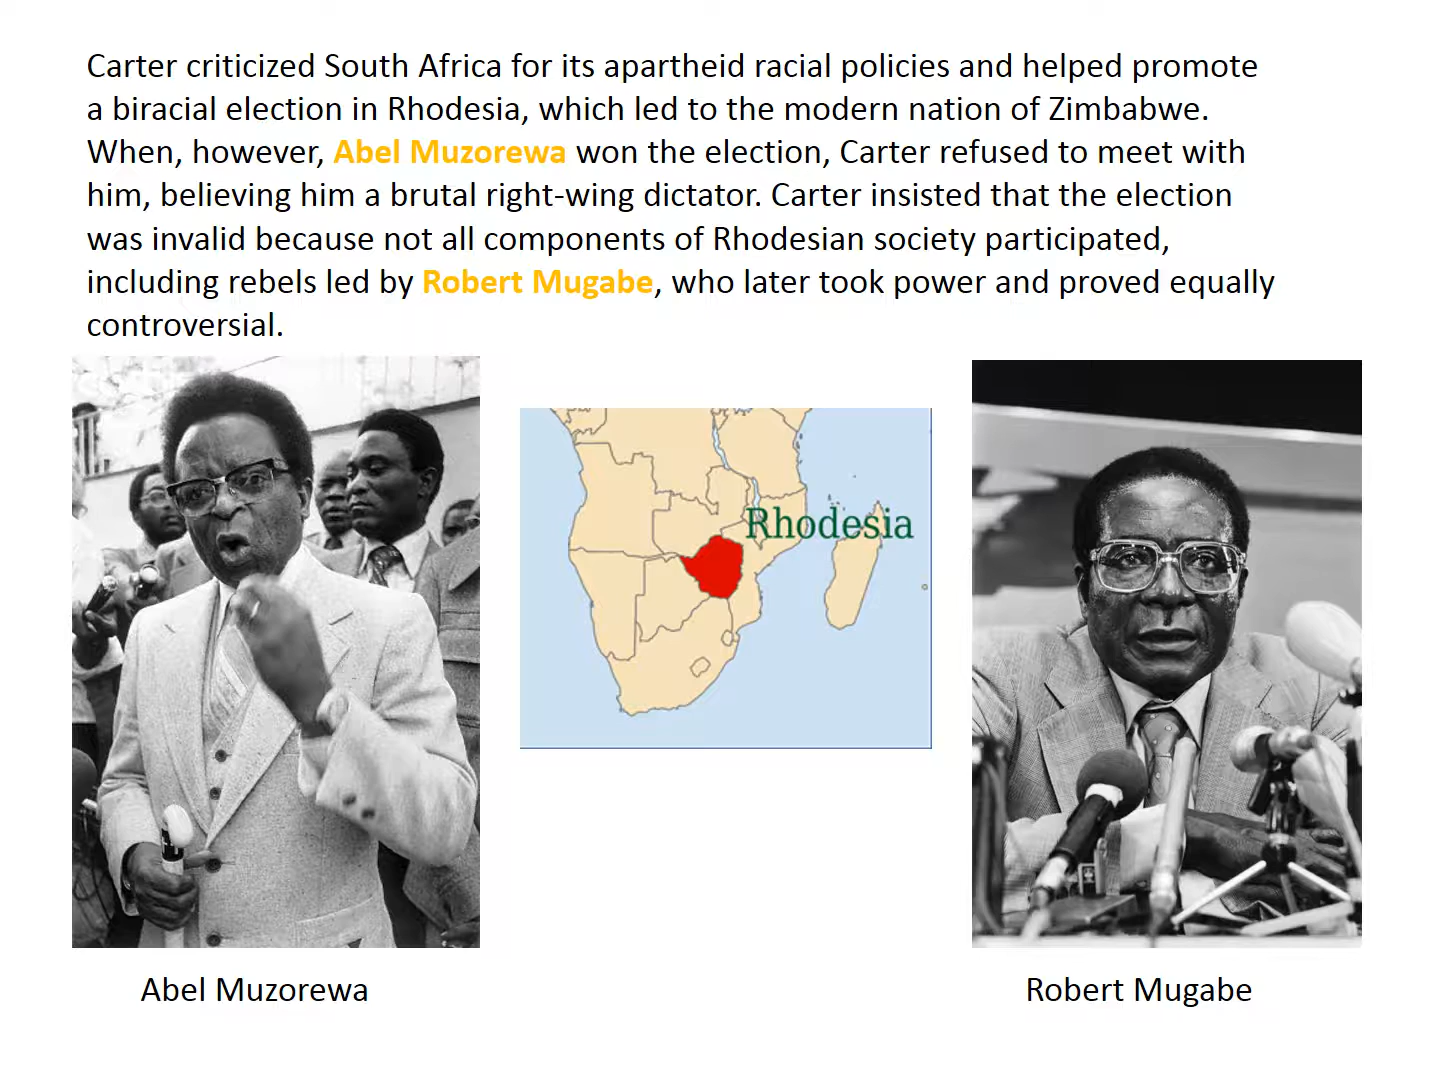 Carter criticized South Africa for its apartheid racial policies and helped promote
a biracial election in Rhodesia, which led to the modern nation of Zimbabwe.
When, however, Abel Muzorewa won the election, Carter refused to meet with
him, believing him a brutal right-wing dictator. Carter insisted that the election
was invalid because not all components of Rhodesian society participated,
including rebels led by Robert Mugabe, who later took power and proved equally
controversial.
Rhodesia
Abel Muzorewa
Robert Mugabe